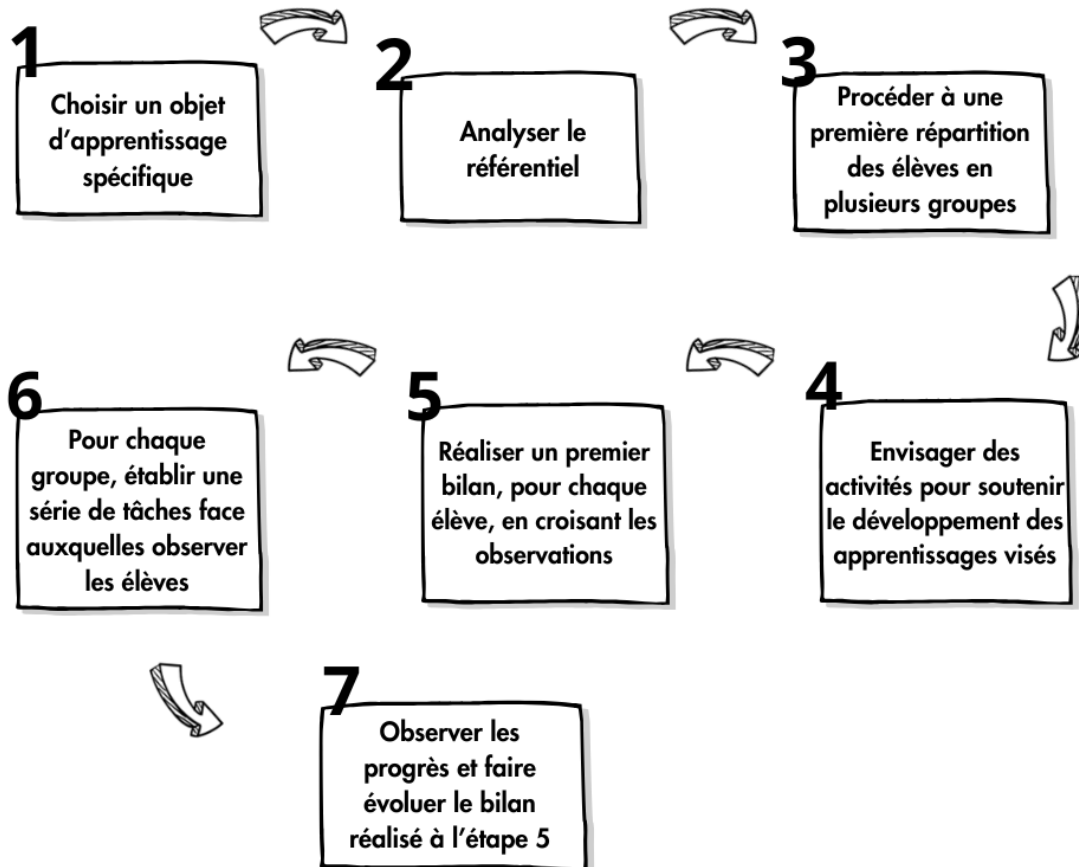 1
Choisir un objet
d’apprentissage
spécifique
2
Analyser le
référentiel
3
Procéder à une
première répartition
des élèves en
plusieurs groupes
4
Envisager des
activités pour soutenir
le développement des
apprentissages visés
5
Réaliser un premier
bilan, pour chaque
élève, en croisant les
observations
6
Pour chaque
groupe, établir une
série de tâches face
auxquelles observer
les élèves
7
Observer les
progrès et faire
évoluer le bilan
réalisé à l’étape 5